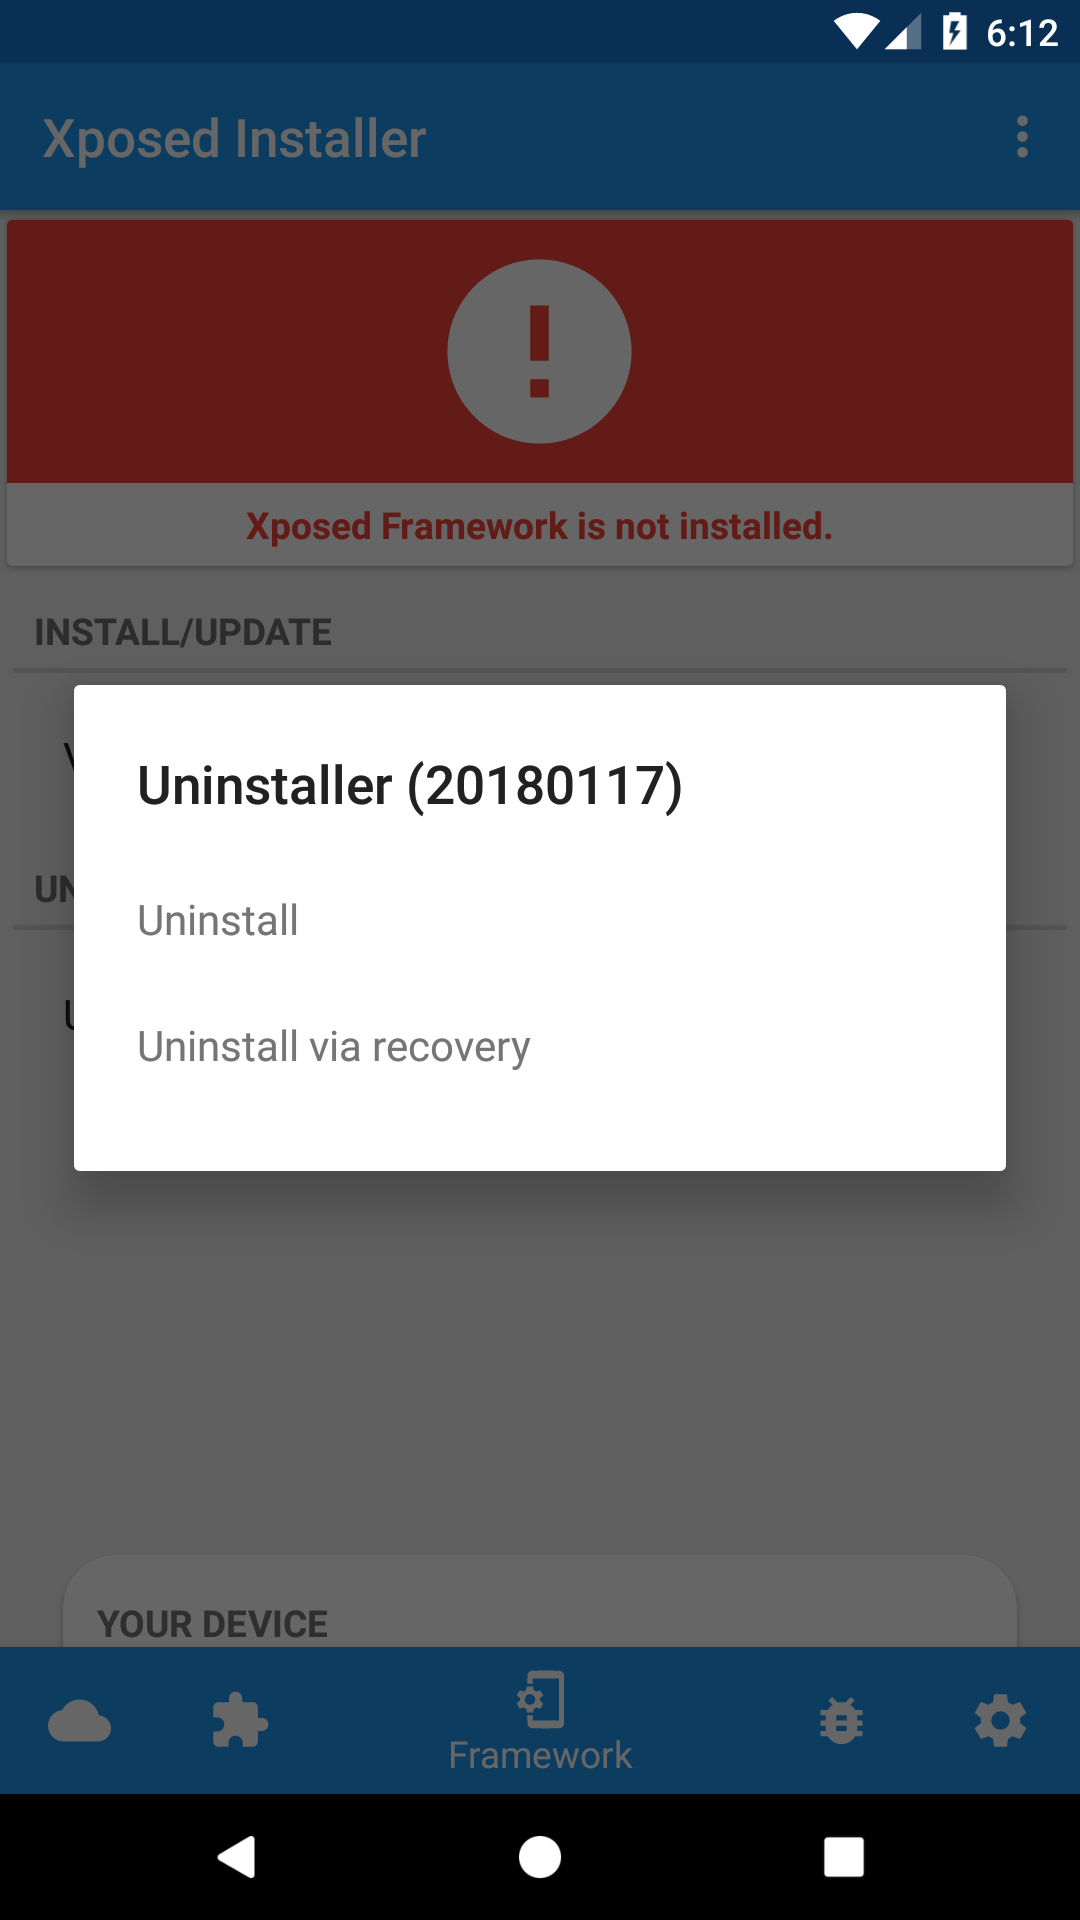 6:12
Xposed Installer
Xposed Framework is not installed.
INSTALL/UPDATE
Uninstaller (20180117)
Uninstall
Uninstall via recovery
YOUR DEVICE
Framework